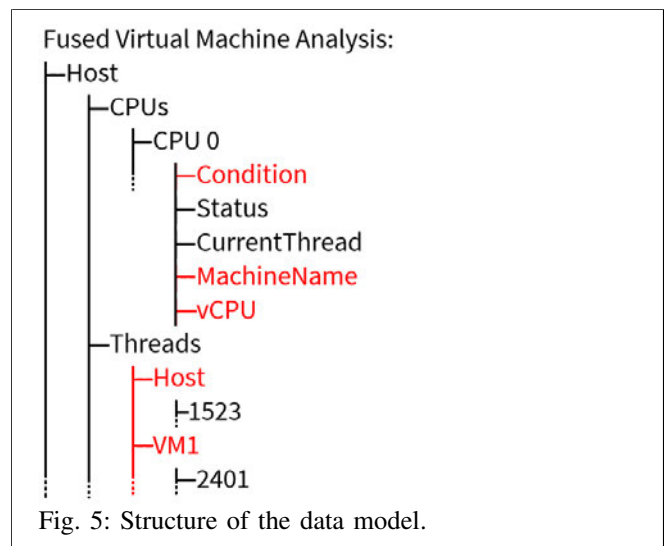 Fused Virtual Machine Analysis:
Host
CPUs
CPU 0
Condition
Status
CurrentThread
MachineName
vCPU
Threads
Host
1523
VM1
2401
Fig. 5: Structure of the data model.